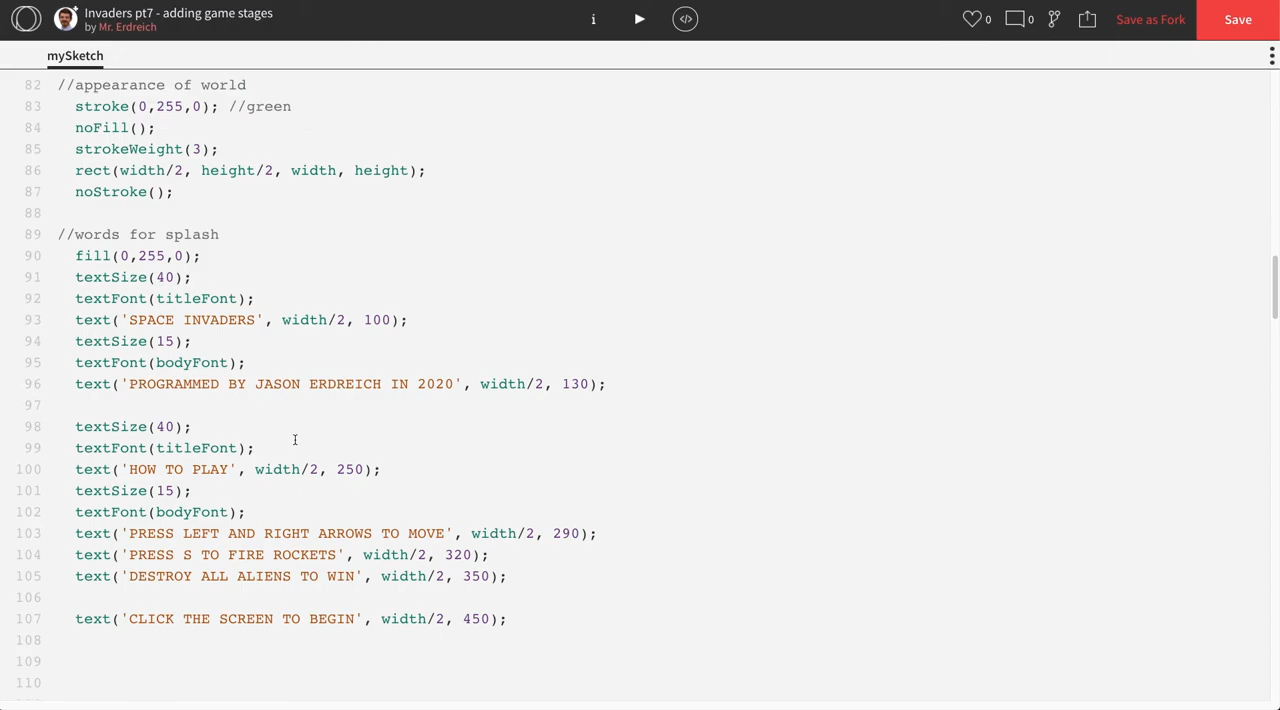 Invaders pt7 - adding game stages
by Mr. Erdreich
i
</>
0
0
Save as Fork
Save
mySketch
82 //appearance of world
83 stroke(0,255,0); //green
84 noFill();
85 strokeWeight(3);
86 rect(width/2, height/2, width, height);
87 noStroke();
88
89 //words for splash
90 fill(0,255,0);
91 textSize(40);
92 textFont(titleFont);
93 text('SPACE INVADERS', width/2, 100);
94 textSize(15);
95 textFont(bodyFont);
96 text('PROGRAMMED BY JASON ERDREICH IN 2020', width/2, 130);
97
98 textSize(40);
99 textFont(titleFont);
100 text('HOW TO PLAY', width/2, 250);
101 textSize(15);
102 textFont(bodyFont);
103 text('PRESS LEFT AND RIGHT ARROWS TO MOVE', width/2, 290);
104 text('PRESS S TO FIRE ROCKETS', width/2, 320);
105 text('DESTROY ALL ALIENS TO WIN', width/2, 350);
106
107 text('CLICK THE SCREEN TO BEGIN', width/2, 450);
108
109
110